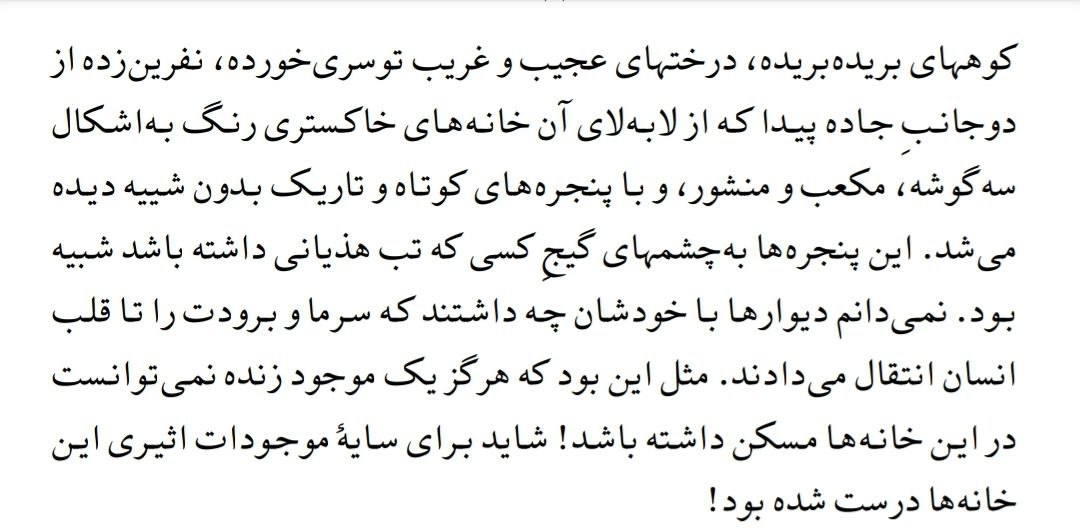 کوههای بریده‌بریده، درختهای عجیب و غریب توسری‌خورده، نفرین‌زده از
دو جانبِ جاده پیدا که از لابه‌لای آن خانه‌های خاکستری رنگ به‌اشکال
سه‌گوشه، مکعب و منشور، و با پنجره‌های کوتاه و تاریک بدون شییه دیده
می‌شد. این پنجره‌ها به‌چشمهای گیجِ کسی که تب هذیانی داشته باشد شبیه
بود. نمی‌دانم دیوارها با خودشان چه داشتند که سرما و برودت را تا قلب
انسان انتقال می‌دادند. مثل این بود که هرگز یک موجود زنده نمی‌توانست
در این خانه‌ها مسکن داشته باشد! شاید برای سایهٔ موجودات اثیری این
خانه‌ها درست شده بود!